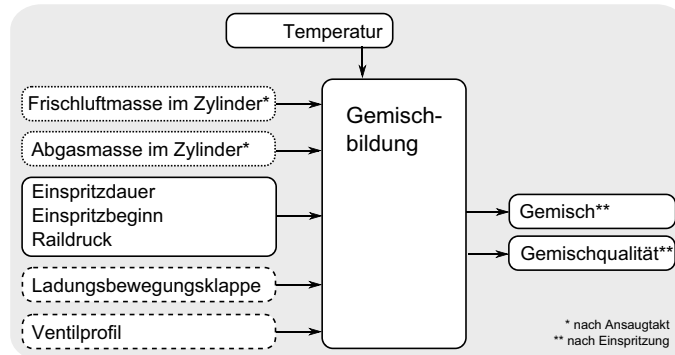 Temperatur
Frischluftmasse im Zylinder*
Abgasmasse im Zylinder*
Einspritzdauer
Einspritzbeginn
Raildruck
Ladungsbewegungsklappe
Ventilprofil
Gemisch-
bildung
Gemisch**
Gemischqualität**
* nach Ansaugtakt
** nach Einspritzung